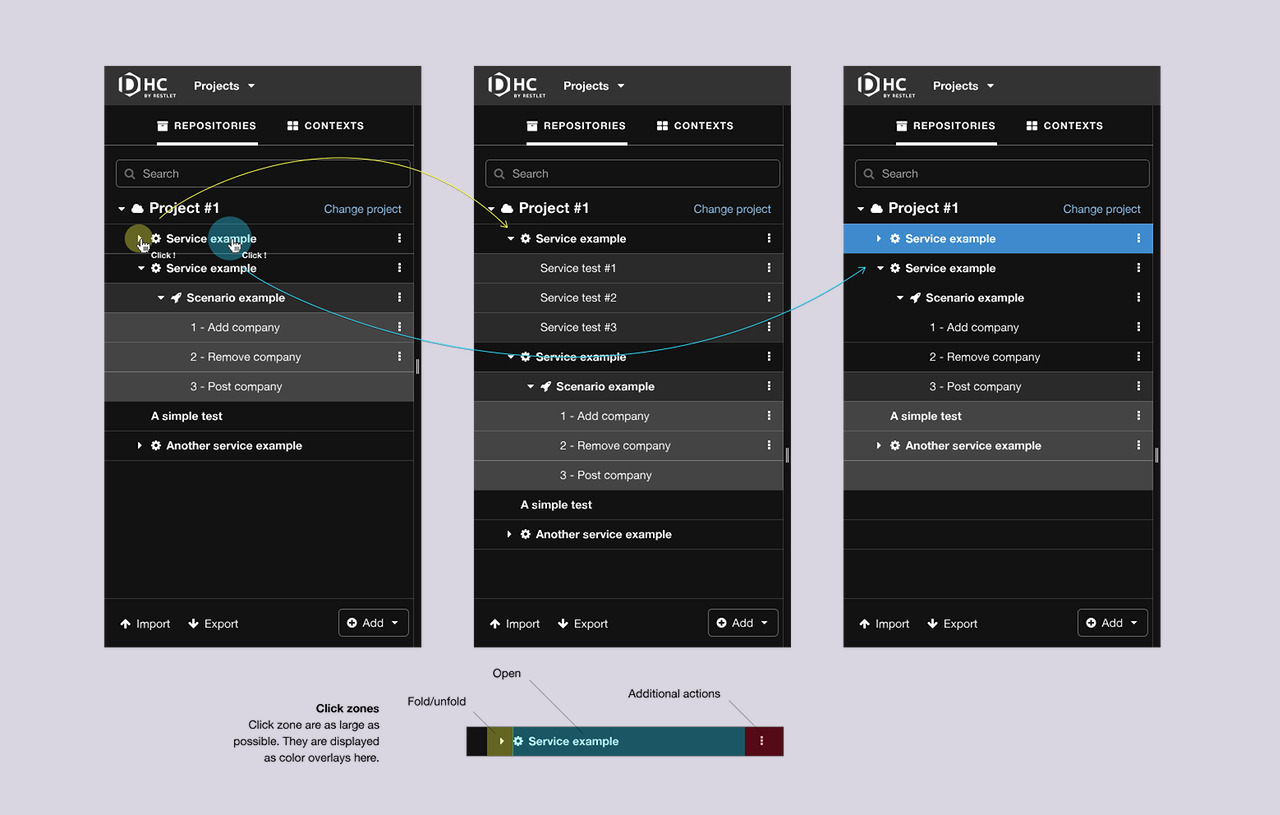 DHC BY RESTLET Projects
REPOSITORIES CONTEXTS
Search
Project #1 Change project
Service example
Click ! Click !
Service example
Scenario example
1 - Add company
2 - Remove company
3 - Post company
A simple test
Another service example
Import Export Add
DHC BY RESTLET Projects
REPOSITORIES CONTEXTS
Search
Project #1 Change project
Service example
Service test #1
Service test #2
Service test #3
Service example
Scenario example
1 - Add company
2 - Remove company
3 - Post company
A simple test
Another service example
Import Export Add
DHC BY RESTLET Projects
REPOSITORIES CONTEXTS
Search
Project #1 Change project
Service example
Service example
Scenario example
1 - Add company
2 - Remove company
3 - Post company
A simple test
Another service example
Import Export Add
Click zones
Click zone are as large as
possible. They are displayed
as color overlays here.
Open
Fold/unfold
Additional actions
Service example